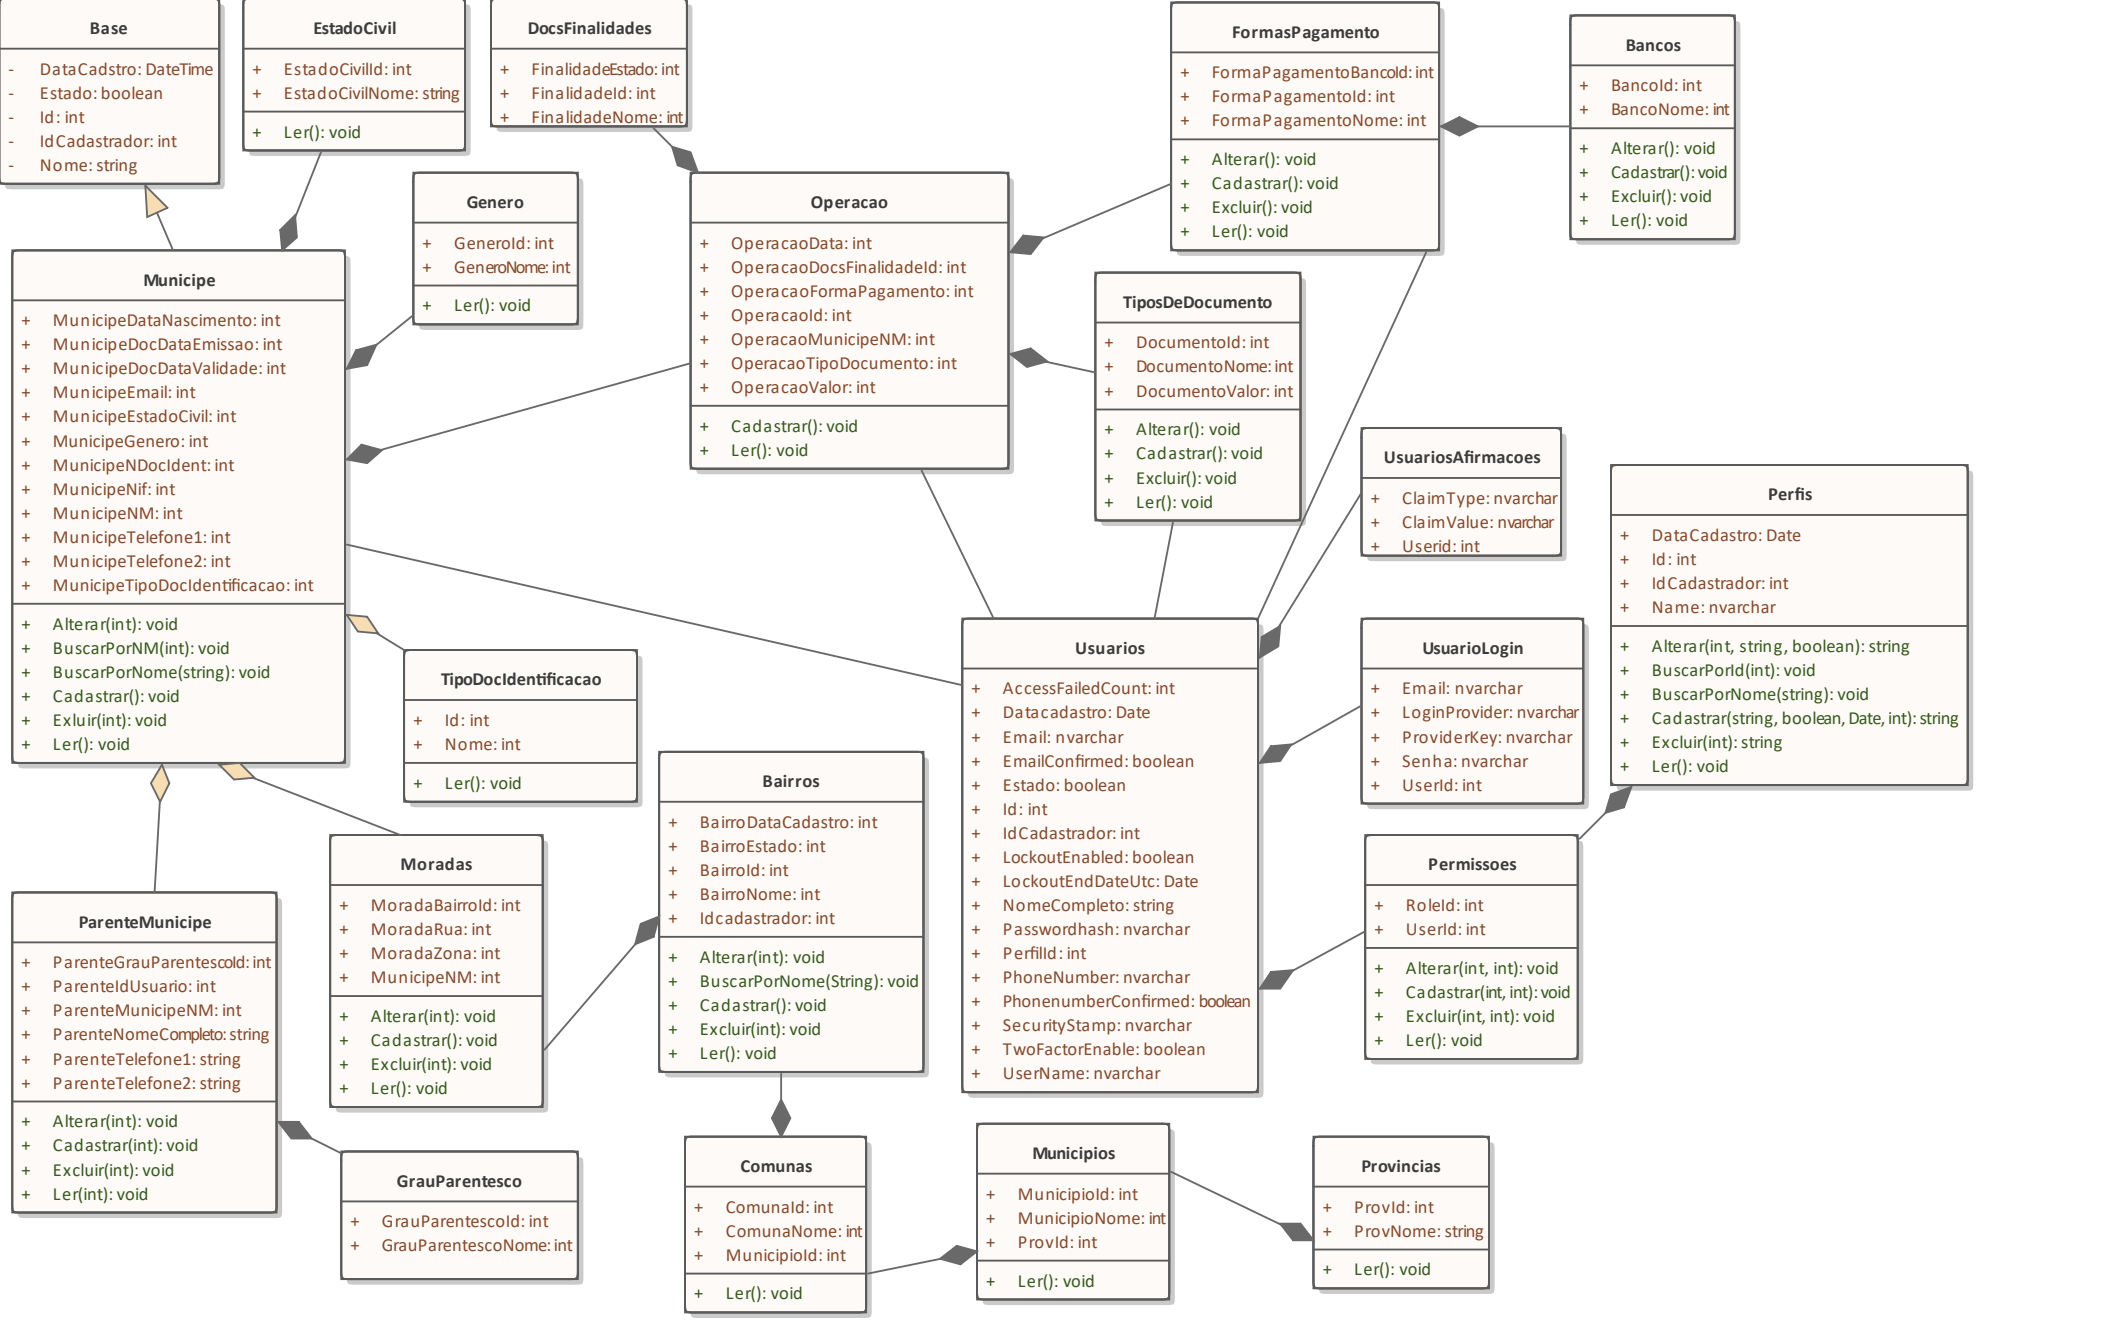 Base
- DataCadstro: DateTime
- Estado: boolean
- Id: int
- IdCadastrador: int
- Nome: string
EstadoCivil
+ EstadoCivilId: int
+ EstadoCivilNome: string
+ Ler(): void
DocsFinalidades
+ FinalidadeEstado: int
+ FinalidadeId: int
+ FinalidadeNome: int
FormasPagamento
+ FormaPagamentoBancoId: int
+ FormaPagamentoId: int
+ FormaPagamentoNome: int
+ Alterar(): void
+ Cadastrar(): void
+ Excluir(): void
+ Ler(): void
Bancos
+ BancoId: int
+ BancoNome: int
+ Alterar(): void
+ Cadastrar(): void
+ Excluir(): void
+ Ler(): void
Genero
+ GeneroId: int
+ GeneroNome: int
+ Ler(): void
Operacao
+ OperacaoData: int
+ OperacaoDocsFinalidadeId: int
+ OperacaoFormaPagamento: int
+ OperacaoId: int
+ OperacaoMunicipeNM: int
+ OperacaoTipoDocumento: int
+ OperacaoValor: int
+ Cadastrar(): void
+ Ler(): void
Municipe
+ MunicipeDataNascimento: int
+ MunicipeDocDataEmissao: int
+ MunicipeDocDataValidade: int
+ MunicipeEmail: int
+ MunicipeEstadoCivil: int
+ MunicipeGenero: int
+ MunicipeNDocIdent: int
+ MunicipeNif: int
+ MunicipeNM: int
+ MunicipeTelefone1: int
+ MunicipeTelefone2: int
+ MunicipeTipoDocIdentificacao: int
+ Alterar(int): void
+ BuscarPorNM(int): void
+ BuscarPorNome(string): void
+ Cadastrar(): void
+ Exluir(int): void
+ Ler(): void
TiposDeDocumento
+ DocumentoId: int
+ DocumentoNome: int
+ DocumentoValor: int
+ Alterar(): void
+ Cadastrar(): void
+ Excluir(): void
+ Ler(): void
UsuariosAfirmacoes
+ ClaimType: nvarchar
+ ClaimValue: nvarchar
+ Userid: int
Perfis
+ DataCadastro: Date
+ Id: int
+ IdCadastrador: int
+ Name: nvarchar
+ Alterar(int, string, boolean): string
+ BuscarPorId(int): void
+ BuscarPorNome(string): void
+ Cadastrar(string, boolean, Date, int): string
+ Excluir(int): string
+ Ler(): void
Usuarios
+ AccessFailedCount: int
+ Datacadastro: Date
+ Email: nvarchar
+ EmailConfirmed: boolean
+ Estado: boolean
+ Id: int
+ IdCadastrador: int
+ LockoutEnabled: boolean
+ LockoutEndDateUtc: Date
+ NomeCompleto: string
+ Passwordhash: nvarchar
+ PerfilId: int
+ PhoneNumber: nvarchar
+ PhonenumberConfirmed: boolean
+ SecurityStamp: nvarchar
+ TwoFactorEnable: boolean
+ UserName: nvarchar
UsuarioLogin
+ Email: nvarchar
+ LoginProvider: nvarchar
+ ProviderKey: nvarchar
+ Senha: nvarchar
+ UserId: int
TipoDocIdentificacao
+ Id: int
+ Nome: int
+ Ler(): void
Bairros
+ BairroDataCadastro: int
+ BairroEstado: int
+ BairroId: int
+ BairroNome: int
+ Idcadastrador: int
+ Alterar(int): void
+ BuscarPorNome(String): void
+ Cadastrar(): void
+ Excluir(int): void
+ Ler(): void
Moradas
+ MoradaBairroId: int
+ MoradaRua: int
+ MoradaZona: int
+ MunicipeNM: int
+ Alterar(int): void
+ Cadastrar(): void
+ Excluir(int): void
+ Ler(): void
Permissoes
+ RoleId: int
+ UserId: int
+ Alterar(int, int): void
+ Cadastrar(int, int): void
+ Excluir(int, int): void
+ Ler(): void
ParenteMunicipe
+ ParenteGrauParentescoId: int
+ ParenteIdUsuario: int
+ ParenteMunicipeNM: int
+ ParenteNomeCompleto: string
+ ParenteTelefone1: string
+ ParenteTelefone2: string
+ Alterar(int): void
+ Cadastrar(int): void
+ Excluir(int): void
+ Ler(int): void
GrauParentesco
+ GrauParentescoId: int
+ GrauParentescoNome: int
Comunas
+ ComunaId: int
+ ComunaNome: int
+ MunicipioId: int
+ Ler(): void
Municipios
+ MunicipioId: int
+ MunicipioNome: int
+ ProvId: int
+ Ler(): void
Provincias
+ ProvId: int
+ ProvNome: string
+ Ler(): void